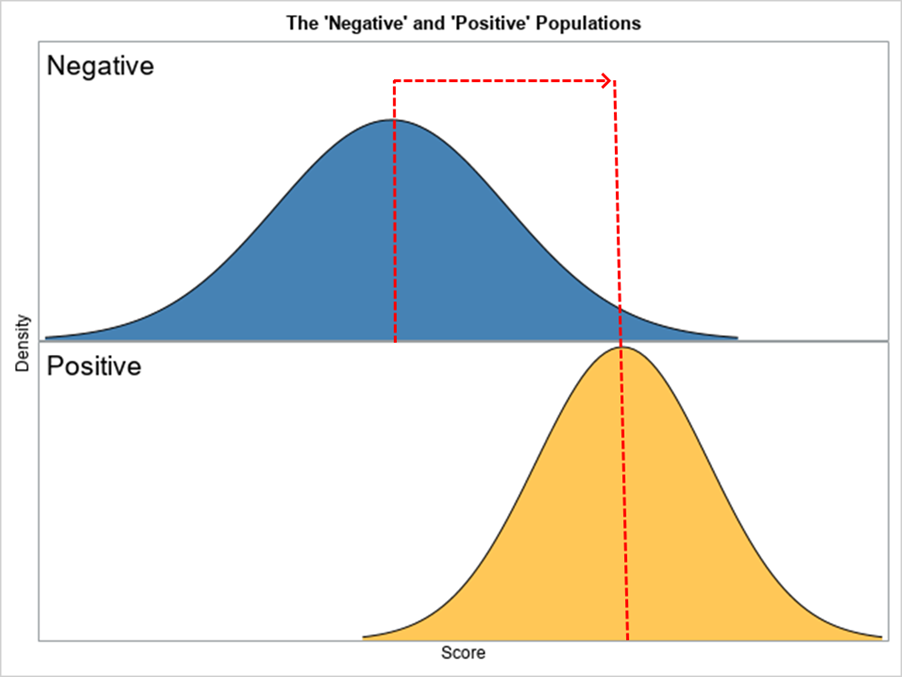 The 'Negative' and 'Positive' Populations
Negative
Density
Positive
Score